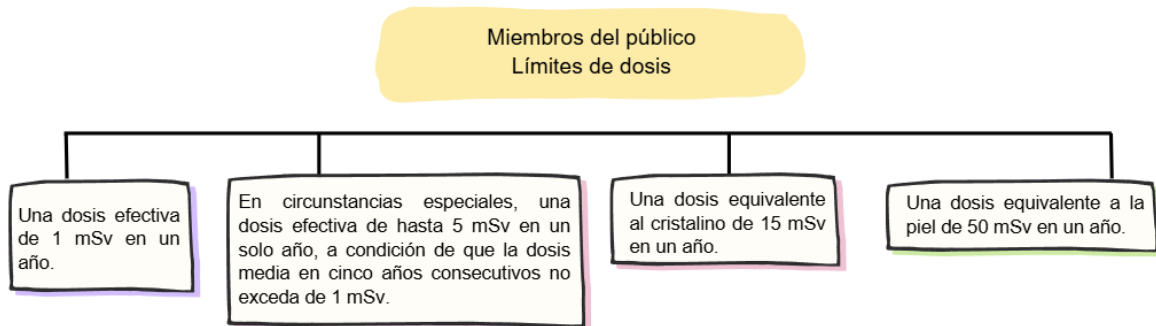 Miembros del público
Límites de dosis
Una dosis efectiva
de 1 mSv en un
año.
En circunstancias especiales, una
dosis efectiva de hasta 5 mSv en un
solo año, a condición de que la dosis
media en cinco años consecutivos no
exceda de 1 mSv.
Una dosis equivalente
al cristalino de 15 mSv
en un año.
Una dosis equivalente a la
piel de 50 mSv en un año.